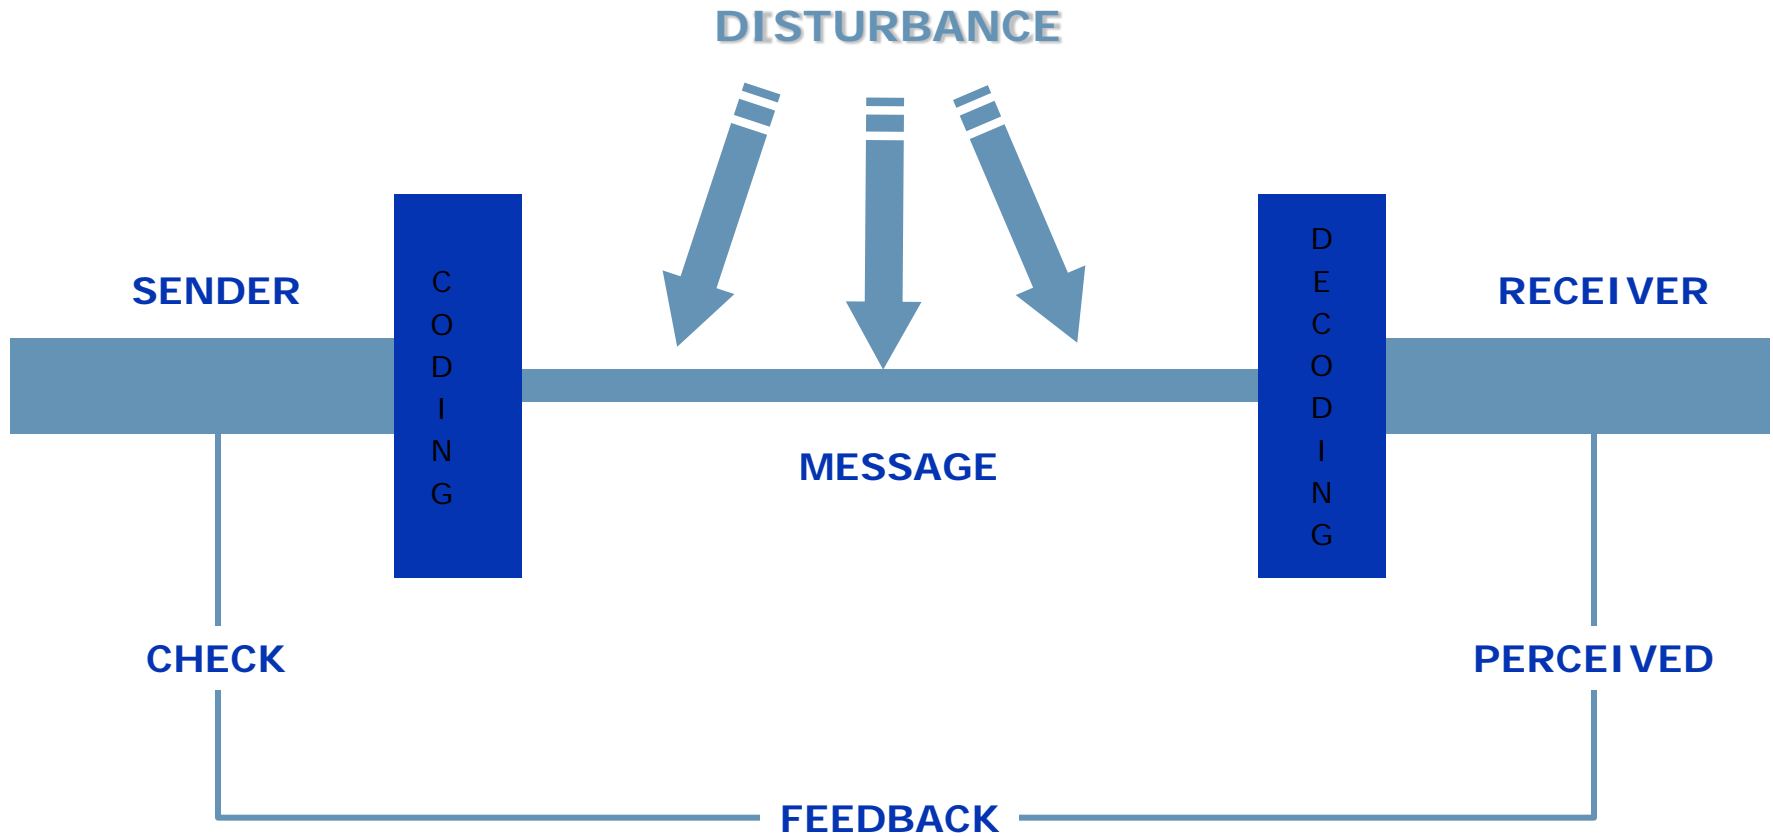 DISTURBANCE
SENDER
CODING
DECODING
RECEIVER
MESSAGE
CHECK
PERCEIVED
FEEDBACK